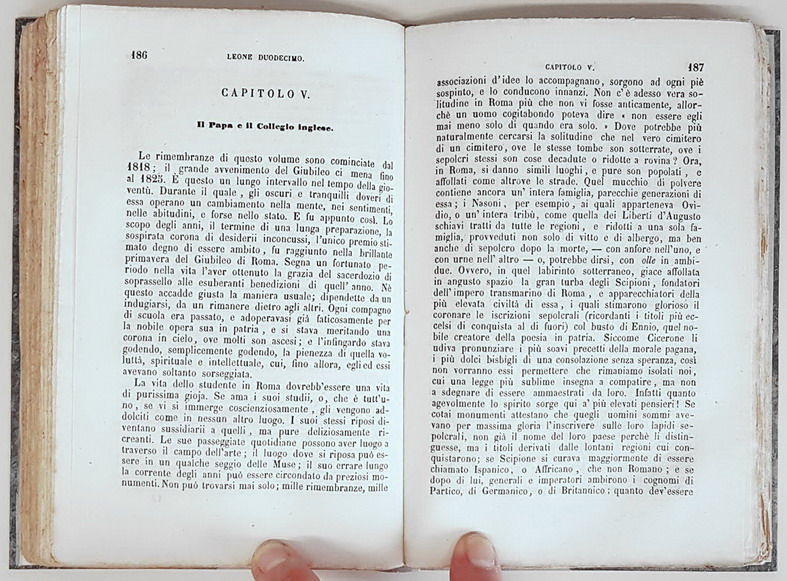 186
LEONE DUODECIMO.
CAPITOLO V.
Il Papa e il Collegio inglese.
Le rimembranze di questo volume sono cominciate dal
1818; il grande avvenimento del Giubileo ci mena fino
al 1825. E questo un lungo intervallo nel tempo della gio-
ventù. Durante il quale, gli oscuri e tranquilli doveri di
essa operano un cambiamento nella mente, nei sentimenti,
nelle abitudini, e forse nello stato. E fu appunto così. Lo
scopo degli anni, il termine di una lunga preparazione, la
sospirata corona di desiderii inconcussi, l'unico premio sti-
mato degno di essere ambito, fu raggiunto nella brillante
primavera del Giubileo di Roma. Segna un fortunato pe-
riodo nella vita l'aver ottenuto la grazia del sacerdozio di
soprassello alle esuberanti benedizioni di quell'anno. Nè
questo accadde giusta la maniera usuale; dipendette da un
indugiarsi, da un rimanere dietro agli altri. Ogni compagno
di scuola era passato, e adoperavasi già faticosamente per
la nobile opera sua in patria, e si stava meritando una
corona in cielo, ove molti son ascesi; e l'infingardo stava
godendo, semplicemente godendo, la pienezza di quella vo-
luttà, spirituale e intellettuale, cui, fino allora, egli ed essi
avevano soltanto sorseggiata.
La vita dello studente in Roma dovrebb'essere una vita
di purissima gioja. Se ama i suoi studii, o, che è tutt'u-
no, se vi si immerge coscienziosamente, gli vengono ad-
dolciti come in nessun altro luogo. I suoi stessi riposi di-
ventano sussidiarii a quelli, ma pure deliziosamente ri-
creanti. Le sue passeggiate quotidiane possono aver luogo a
traverso il campo dell'arte; il luogo dove si riposa può es-
sere in un qualche seggio delle Muse; il suo errare lungo
la corrente degli anni può essere circondato da preziosi mo-
numenti. Non può trovarsi mai solo; mille rimembranze, mille
CAPITOLO V.
187
associazioni d'idee lo accompagnano, sorgono ad ogni piè
sospinto, e lo conducono innanzi. Non c'è adesso vera so-
litudine in Roma più che non vi fosse anticamente, allor-
chè un uomo cogitabondo poteva dire « non essere egli
mai meno solo di quando era solo. » Dove potrebbe più
naturalmente cercarsi la solitudine che nel vero cimitero
di un cimitero, ove le stesse tombe son sotterrate, ove i
sepolcri stessi son cose decadute o ridotte a rovina? Ora,
in Roma, si danno simili luoghi, e pure son popolati, e
affollati come altrove le strade. Quel mucchio di polvere
contiene ancora un' intera famiglia, parecchie generazioni di
essa; i Nasoni, per esempio, ai quali apparteneva Ovi-
dio, o un' intera tribù, come quella dei Liberti d'Augusto
schiavi tratti da tutte le regioni, e ridotti a una sola fa-
miglia, provveduti non solo di vitto e di albergo, ma ben
anche di sepolcro dopo la morte, — con anfore nell'uno, e
con urne nell' altro — o, potrebbe dirsi, con olle in ambi-
due. Ovvero, in quel labirinto sotterraneo, giace affollata
in angusto spazio la gran turba degli Scipioni, fondatori
dell'impero transmarino di Roma, e apparecchiatori della
più elevata civiltà di essa, i quali stimarono glorioso il
coronare le iscrizioni sepolcrali (ricordanti i titoli più ec-
celsi di conquista al di fuori) col busto di Ennio, quel no-
bile creatore della poesia in patria. Siccome Cicerone li
udiva pronunziare i più soavi precetti della morale pagana,
i più dolci bisbigli di una consolazione senza speranza, così
non vorranno essi permettere che rimaniamo isolati noi,
cui una legge più sublime insegna a compatire, ma non
a sdegnare di essere ammaestrati da loro. Infatti quanto
agevolmente lo spirito sorge qui a' più elevati pensieri! Se
cotai monumenti attestano che quegli uomini sommi ave-
van per massima gloria l'inscrivere sulle loro lapidi se-
polcrali, non già il nome del loro paese perchè li distin-
guesse, ma i titoli derivati dalle lontani regioni cui con-
quistarono; se Scipione si curava maggiormente di essere
chiamato Ispanico, o Affricano, che non Romano; e se
dopo di lui, generali e imperatori ambirono i cognomi di
Partico, di Germanico, o di Britannico: quanto dev'essere